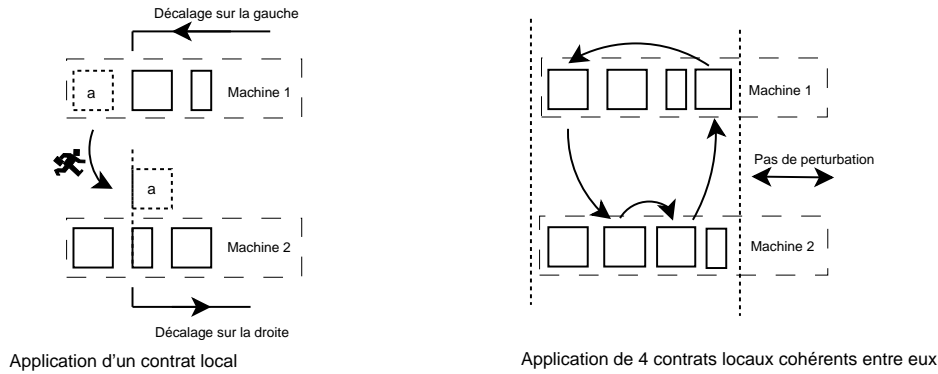 Décalage sur la gauche
a
Machine 1
a
Machine 2
Décalage sur la droite
Application d'un contrat local
Machine 1
Pas de perturbation
Machine 2
Application de 4 contrats locaux cohérents entre eux